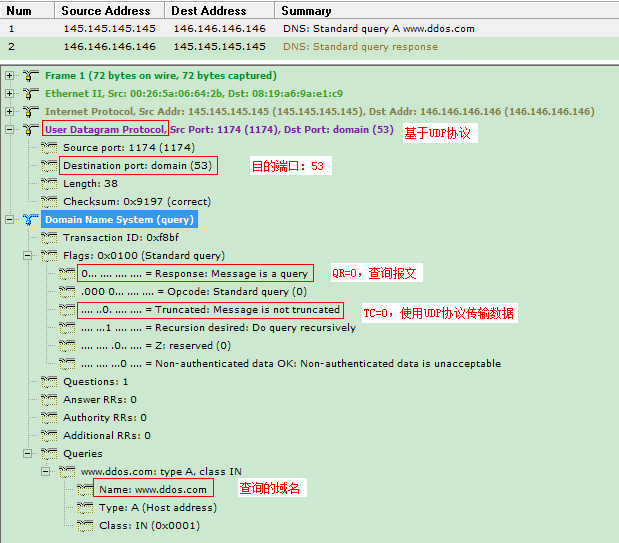 Num Source Address Dest Address Summary
1 145.145.145.145 146.146.146.146 DNS: Standard query A www.ddos.com
2 146.146.146.146 145.145.145.145 DNS: Standard query response
Frame 1 (72 bytes on wire, 72 bytes captured)
Ethernet II, Src: 00:26:5a:06:64:2b, Dst: 08:19:a6:9a:e1:c9
Internet Protocol, Src Addr: 145.145.145.145 (145.145.145.145), Dst Addr: 146.146.146.146 (146.146.146.146)
User Datagram Protocol, Src Port: 1174 (1174), Dst Port: domain (53) 基于UDP协议
Source port: 1174 (1174)
Destination port: domain (53) 目的端口：53
Length: 38
Checksum: 0x9197 (correct)
Domain Name System (query)
Transaction ID: 0xf8bf
Flags: 0x0100 (Standard query)
0... .... .... .... = Response: Message is a query QR=0，查询报文
.000 0... .... .... = Opcode: Standard query (0)
.... ..0. .... .... = Truncated: Message is not truncated TC=0，使用UDP协议传输数据
.... ...1 .... .... = Recursion desired: Do query recursively
.... .... .0.. .... = Z: reserved (0)
.... .... ...0 .... = Non-authenticated data OK: Non-authenticated data is unacceptable
Questions: 1
Answer RRs: 0
Authority RRs: 0
Additional RRs: 0
Queries
www.ddos.com: type A, class IN
Name: www.ddos.com 查询的域名
Type: A (Host address)
Class: IN (0x0001)